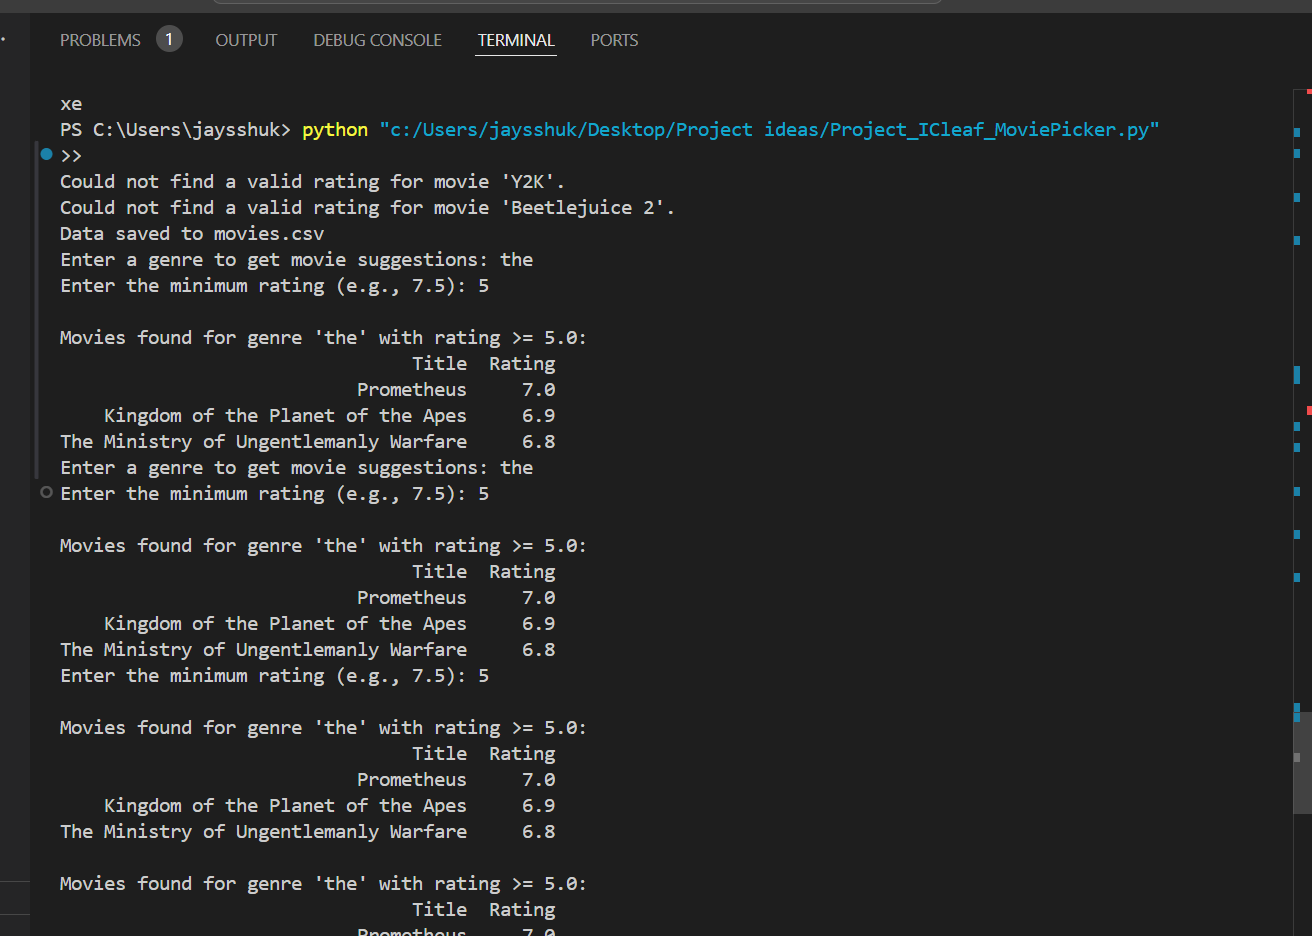 PROBLEMS 1 OUTPUT DEBUG CONSOLE TERMINAL PORTS
xe
PS C:\Users\jaysshuk> python "c:/Users/jaysshuk/Desktop/Project ideas/Project_ICleaf_MoviePicker.py"
>>
Could not find a valid rating for movie 'Y2K'.
Could not find a valid rating for movie 'Beetlejuice 2'.
Data saved to movies.csv
Enter a genre to get movie suggestions: the
Enter the minimum rating (e.g., 7.5): 5
Movies found for genre 'the' with rating >= 5.0:
Title Rating
Prometheus 7.0
Kingdom of the Planet of the Apes 6.9
The Ministry of Ungentlemanly Warfare 6.8
Enter a genre to get movie suggestions: the
Enter the minimum rating (e.g., 7.5): 5
Movies found for genre 'the' with rating >= 5.0:
Title Rating
Prometheus 7.0
Kingdom of the Planet of the Apes 6.9
The Ministry of Ungentlemanly Warfare 6.8
Enter the minimum rating (e.g., 7.5): 5
Movies found for genre 'the' with rating >= 5.0:
Title Rating
Prometheus 7.0
Kingdom of the Planet of the Apes 6.9
The Ministry of Ungentlemanly Warfare 6.8
Movies found for genre 'the' with rating >= 5.0:
Title Rating
Prometheus 7.0